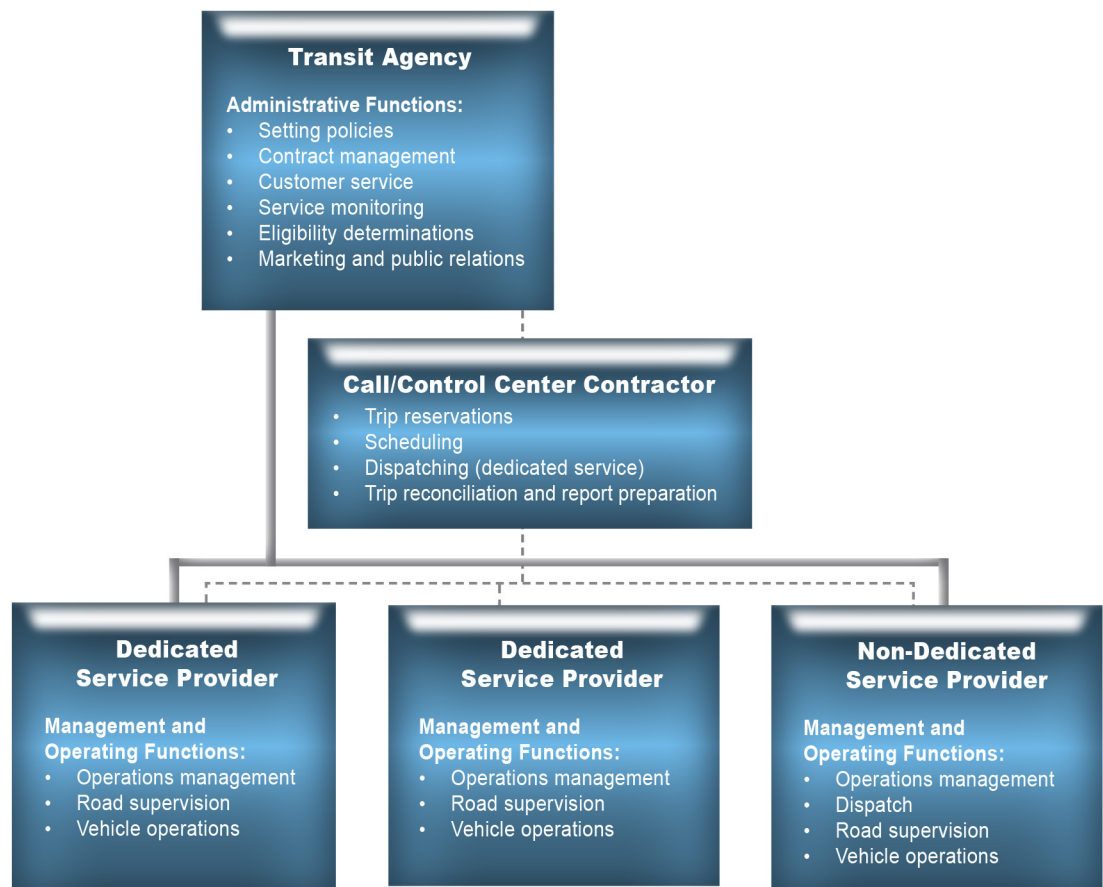 Transit Agency
Administrative Functions:
• Setting policies
• Contract management
• Customer service
• Service monitoring
• Eligibility determinations
• Marketing and public relations
Call/Control Center Contractor
• Trip reservations
• Scheduling
• Dispatching (dedicated service)
• Trip reconciliation and report preparation
Dedicated
Service Provider
Management and
Operating Functions:
• Operations management
• Road supervision
• Vehicle operations
Dedicated
Service Provider
Management and
Operating Functions:
• Operations management
• Road supervision
• Vehicle operations
Non-Dedicated
Service Provider
Management and
Operating Functions:
• Operations management
• Dispatch
• Road supervision
• Vehicle operations